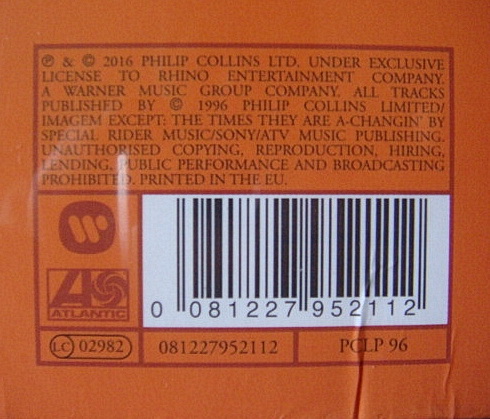 ℗ & © 2016 PHILIP COLLINS LTD. UNDER EXCLUSIVE
LICENSE TO RHINO ENTERTAINMENT COMPANY.
A WARNER MUSIC GROUP COMPANY. ALL TRACKS
PUBLISHED BY © 1996 PHILIP COLLINS LIMITED/
IMAGEM EXCEPT: THE TIMES THEY ARE A-CHANGIN' BY
SPECIAL RIDER MUSIC/SONY/ATV MUSIC PUBLISHING.
UNAUTHORISED COPYING, REPRODUCTION, HIRING,
LENDING, PUBLIC PERFORMANCE AND BROADCASTING
PROHIBITED. PRINTED IN THE EU.
0 081227 952112
ATLANTIC
LC 02982
081227952112
PCLP 96